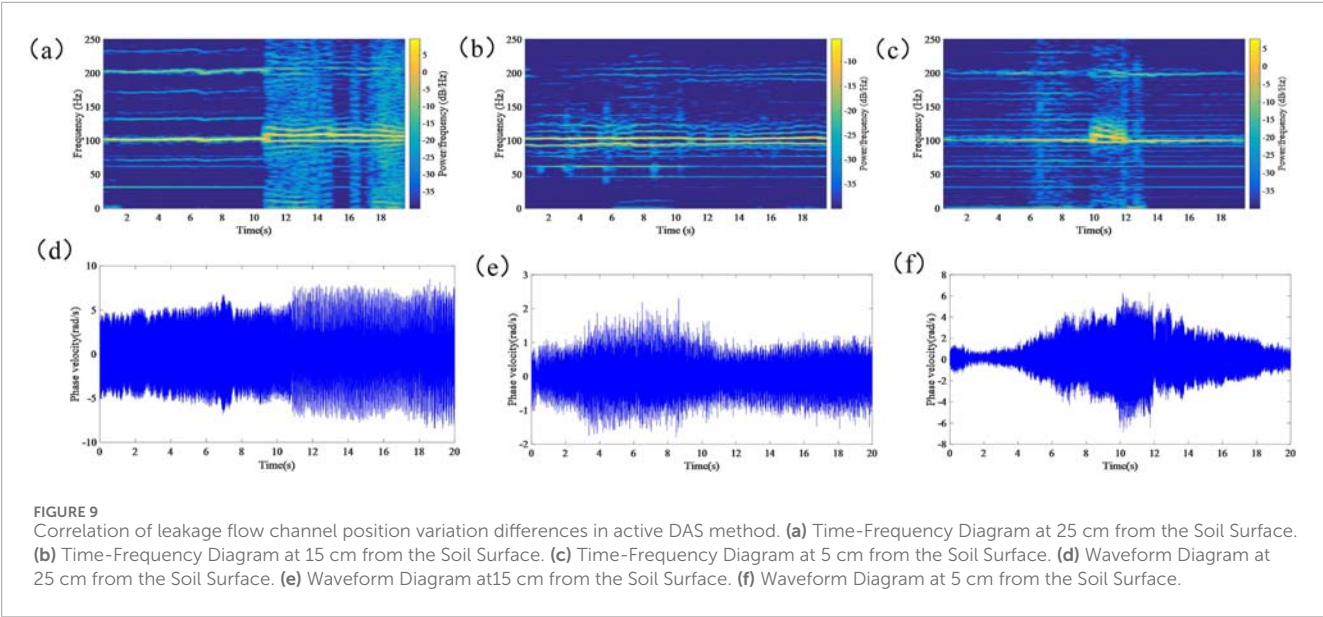 (a)
(b)
(c)
250
200
150
100
50
0
Frequency (Hz)
2 4 6 8 10 12 14 16 18
Time(s)
5
0
-5
-10
-15
-20
-25
-30
-35
Power/frequency (dB/Hz)
250
200
150
100
50
0
Frequency (Hz)
2 4 6 8 10 12 14 16 18
Time (s)
-10
-15
-20
-25
-30
-35
Power/frequency (dB/Hz)
250
200
150
100
50
0
Frequency (Hz)
2 4 6 8 10 12 14 16 18
Time(s)
5
0
-5
-10
-15
-20
-25
-30
-35
Power/frequency (dB/Hz)
(d)
10
5
0
-5
-10
Phase velocity(rad/s)
0 2 4 6 8 10 12 14 16 18 20
Time(s)
(e)
3
2
1
0
-1
-2
Phase velocity(rad/s)
0 2 4 6 8 10 12 14 16 18 20
Time(s)
(f)
8
6
4
2
0
-2
-4
-6
-8
Phase velocity(rad/s)
0 2 4 6 8 10 12 14 16 18 20
Time(s)
FIGURE 9
Correlation of leakage flow channel position variation differences in active DAS method. (a) Time-Frequency Diagram at 25 cm from the Soil Surface.
(b) Time-Frequency Diagram at 15 cm from the Soil Surface. (c) Time-Frequency Diagram at 5 cm from the Soil Surface. (d) Waveform Diagram at
25 cm from the Soil Surface. (e) Waveform Diagram at15 cm from the Soil Surface. (f) Waveform Diagram at 5 cm from the Soil Surface.